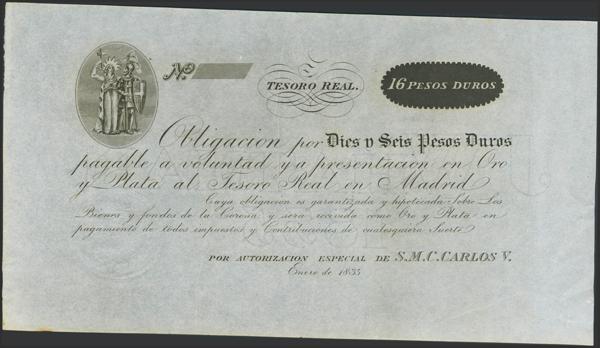 No
TESORO REAL.
16 PESOS DUROS
Obligacion por Dies y Seis Pesos Duros
pagable a voluntad y a presentacion en Oro
y Plata al Tesoro Real en Madrid
Cuya obligacion es garantizada y hipotecada Sobre Los
Bienes y fondos de la Corona y sera recivida como Oro y Plata en
pagamiento de todos impuestos y Contribuciones de cualesquiera Suerte
POR AUTORIZACION ESPECIAL DE S.M.C. CARLOS V.
Enero de 1835